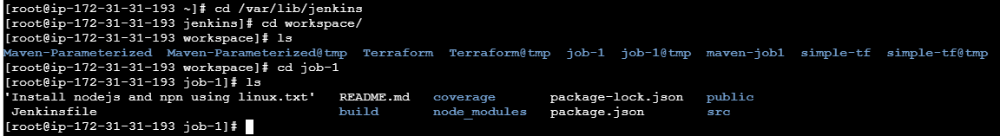 [root@ip-172-31-31-193 ~]# cd /var/lib/jenkins
[root@ip-172-31-31-193 jenkins]# cd workspace/
[root@ip-172-31-31-193 workspace]# ls
Maven-Parameterized  Maven-Parameterized@tmp  Terraform  Terraform@tmp  job-1  job-1@tmp  maven-job1  simple-tf  simple-tf@tmp
[root@ip-172-31-31-193 workspace]# cd job-1
[root@ip-172-31-31-193 job-1]# ls
'Install nodejs and npn using linux.txt'   README.md   coverage       package-lock.json   public
 Jenkinsfile                               build       node_modules   package.json        src
[root@ip-172-31-31-193 job-1]#